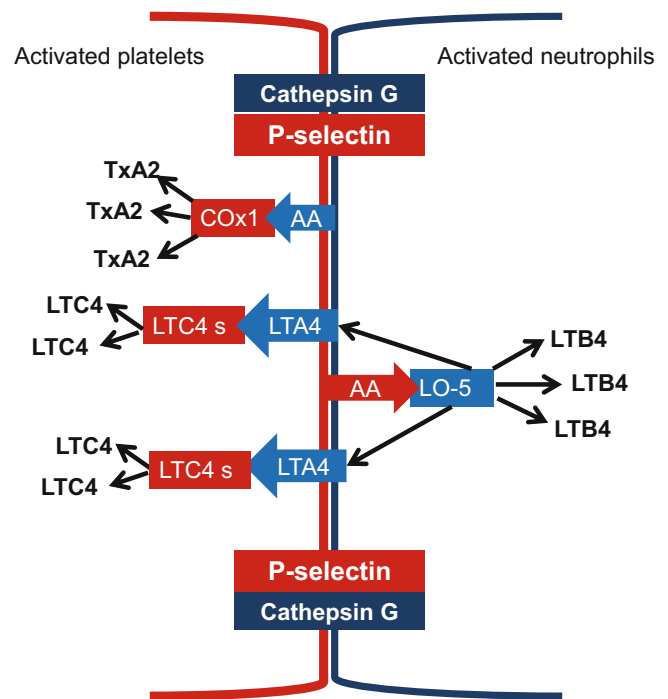 Activated platelets
Activated neutrophils
Cathepsin G
P-selectin
TxA2
TxA2
TxA2
COx1
AA
LTC4
LTC4
LTC4 s
LTA4
AA
LO-5
LTB4
LTB4
LTB4
LTC4
LTC4
LTC4 s
LTA4
P-selectin
Cathepsin G